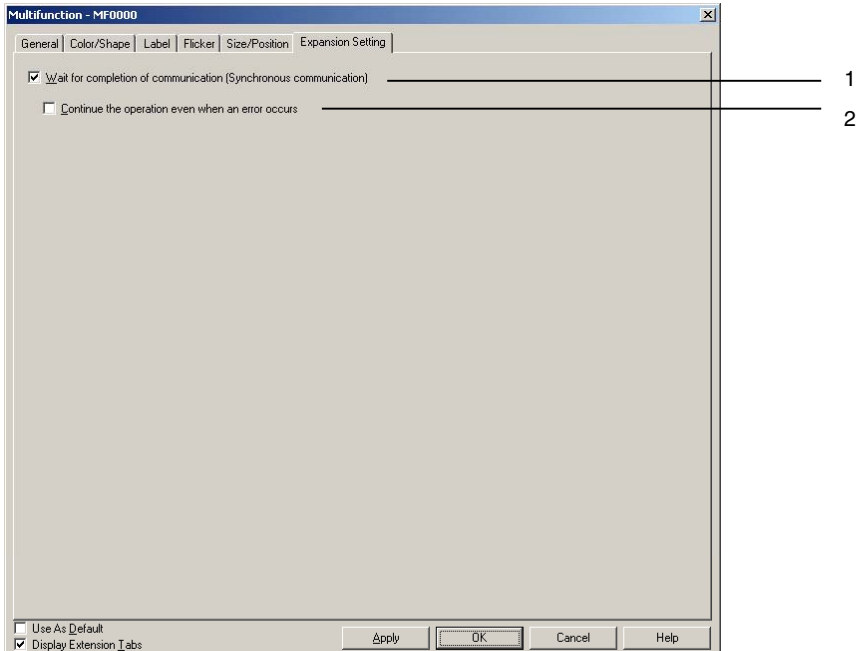 Multifunction - MF0000
General Color/Shape Label Flicker Size/Position Expansion Setting
Wait for completion of communication (Synchronous communication)
1
Continue the operation even when an error occurs
2
Use As Default
Display Extension Tabs
Apply OK Cancel Help